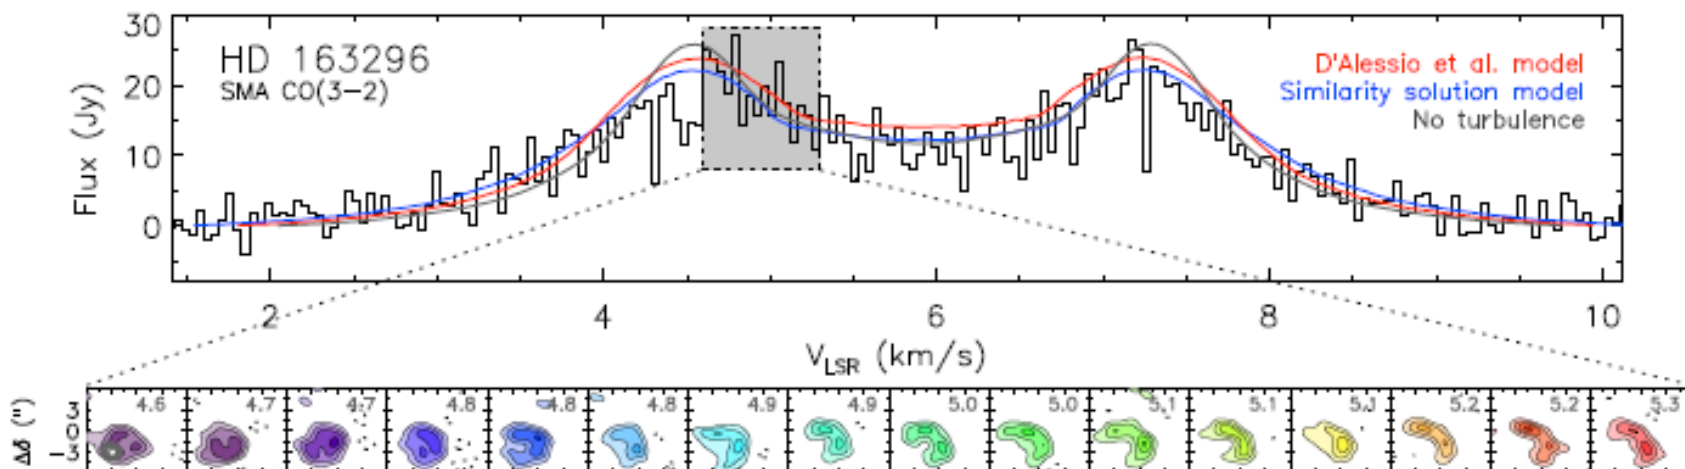 30
20
10
0
Flux (Jy)
HD 163296
SMA CO(3-2)
D'Alessio et al. model
Similarity solution model
No turbulence
2 4 6 8 10
V_LSR (km/s)
4.6 4.7 4.7 4.8 4.8 4.8 4.9 4.9 5.0 5.0 5.1 5.1 5.1 5.2 5.2 5.3
Δδ (")
3
0
-3